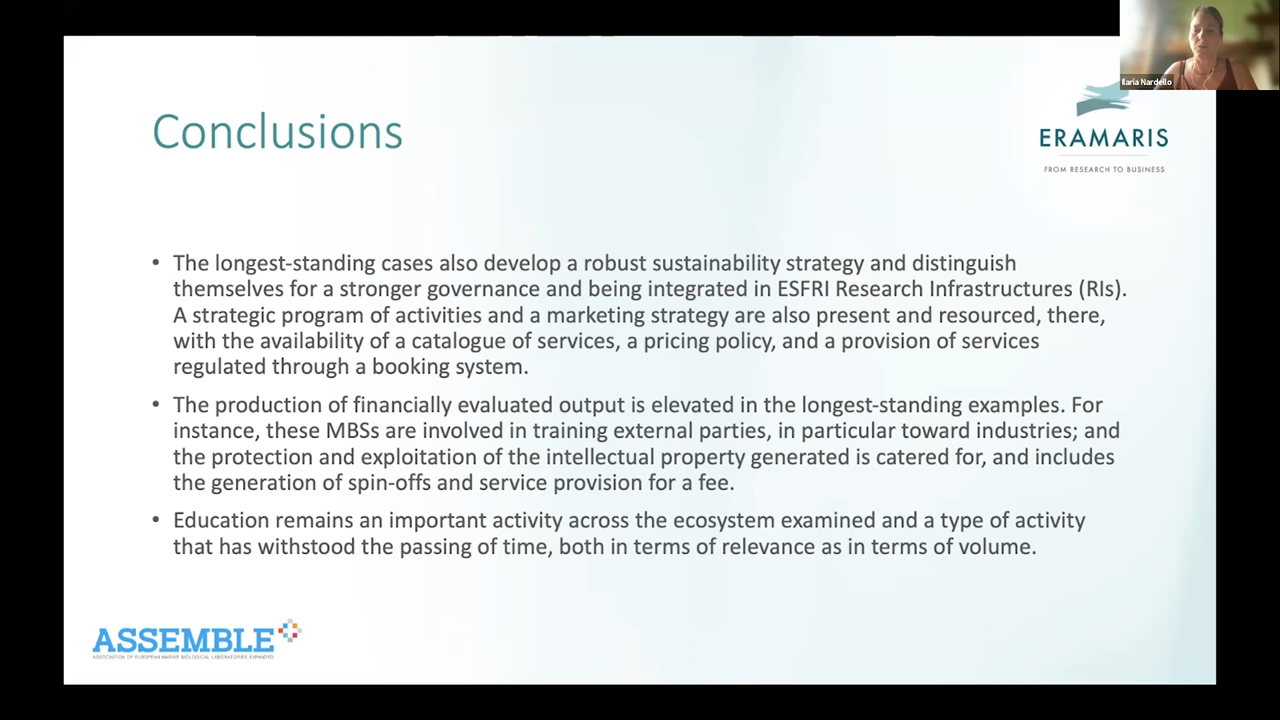 Ilaria Nardello
Conclusions
ERAMARIS
FROM RESEARCH TO BUSINESS
• The longest-standing cases also develop a robust sustainability strategy and distinguish
themselves for a stronger governance and being integrated in ESFRI Research Infrastructures (RIs).
A strategic program of activities and a marketing strategy are also present and resourced, there,
with the availability of a catalogue of services, a pricing policy, and a provision of services
regulated through a booking system.
• The production of financially evaluated output is elevated in the longest-standing examples. For
instance, these MBSs are involved in training external parties, in particular toward industries; and
the protection and exploitation of the intellectual property generated is catered for, and includes
the generation of spin-offs and service provision for a fee.
• Education remains an important activity across the ecosystem examined and a type of activity
that has withstood the passing of time, both in terms of relevance as in terms of volume.
ASSEMBLE
ASSOCIATION OF EUROPEAN MARINE BIOLOGICAL LABORATORIES EXPANDED